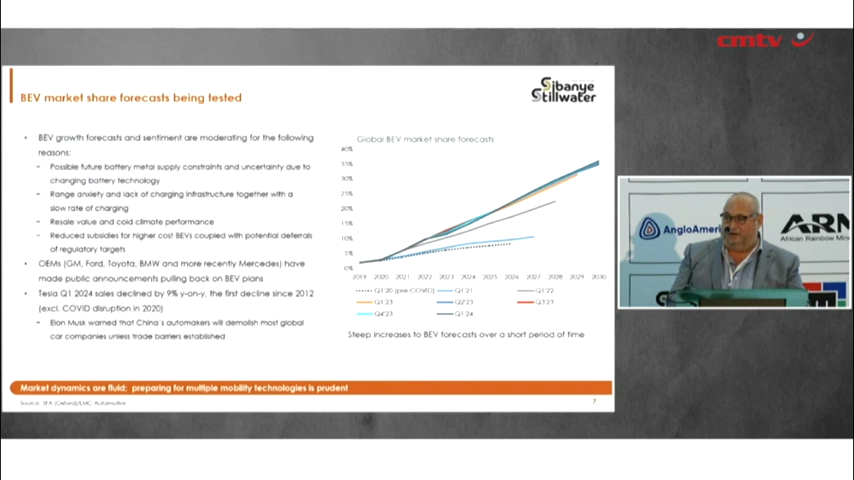 cmtv
BEV market share forecasts being tested
Sibanye
Stillwater
• BEV growth forecasts and sentiment are moderating for the following
reasons:
– Possible future battery metal supply constraints and uncertainty due to
changing battery technology
– Range anxiety and lack of charging infrastructure together with a
slow rate of charging
– Resale value and cold climate performance
– Reduced subsidies for higher cost BEVs coupled with potential deferrals
of regulatory targets
• OEMs (GM, Ford, Toyota, BMW and more recently Mercedes) have
made public announcements pulling back on BEV plans
• Tesla Q1 2024 sales declined by 9% y-on-y, the first decline since 2012
(excl. COVID disruption in 2020)
– Elon Musk warned that China's automakers will demolish most global
car companies unless trade barriers established
Global BEV market share forecasts
40%
35%
30%
25%
20%
15%
10%
5%
0%
2019 2020 2021 2022 2023 2024 2025 2026 2027 2028 2029 2030
Q1'20 (pre COVID) Q1'21 Q1'22
Q1'23 Q2'23 Q3'23
Q4'23 Q1'24
Steep increases to BEV forecasts over a short period of time
Market dynamics are fluid; preparing for multiple mobility technologies is prudent
Source: SFA (Oxford)/LMC Automotive
7
AngloAmeri
ARM
African Rainbow Mine